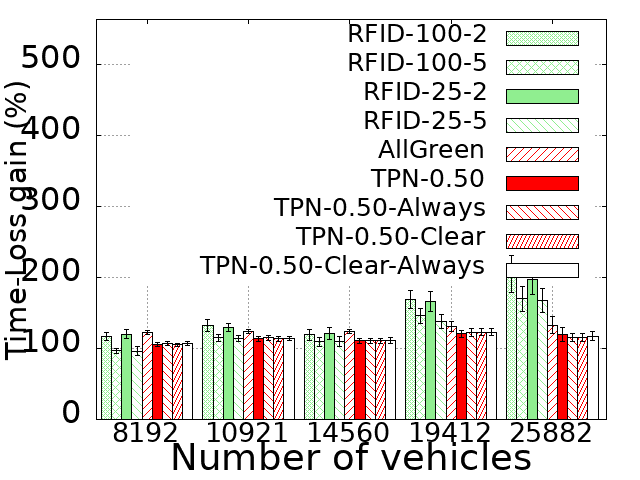 Time-Loss gain (%)
500
400
300
200
100
0
RFID-100-2
RFID-100-5
RFID-25-2
RFID-25-5
AllGreen
TPN-0.50
TPN-0.50-Always
TPN-0.50-Clear
TPN-0.50-Clear-Always
8192 10921 14560 19412 25882
Number of vehicles